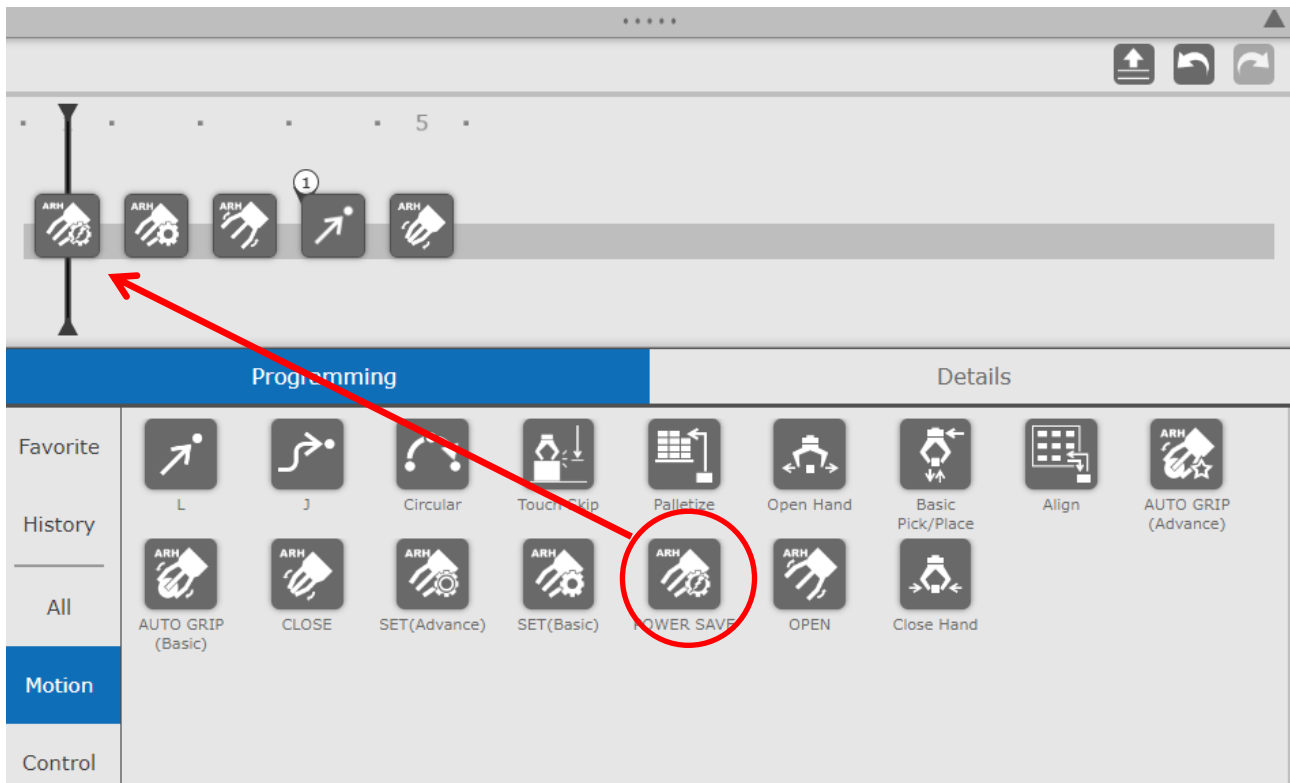 5
1
ARH
ARH
ARH
ARH
Programming
Details
Favorite
History
All
Motion
Control
L
J
Circular
Touch Skip
Palletize
Open Hand
Basic
Pick/Place
Align
ARH
AUTO GRIP
(Advance)
ARH
AUTO GRIP
(Basic)
ARH
CLOSE
ARH
SET(Advance)
ARH
SET(Basic)
ARH
POWER SAVE
ARH
OPEN
Close Hand